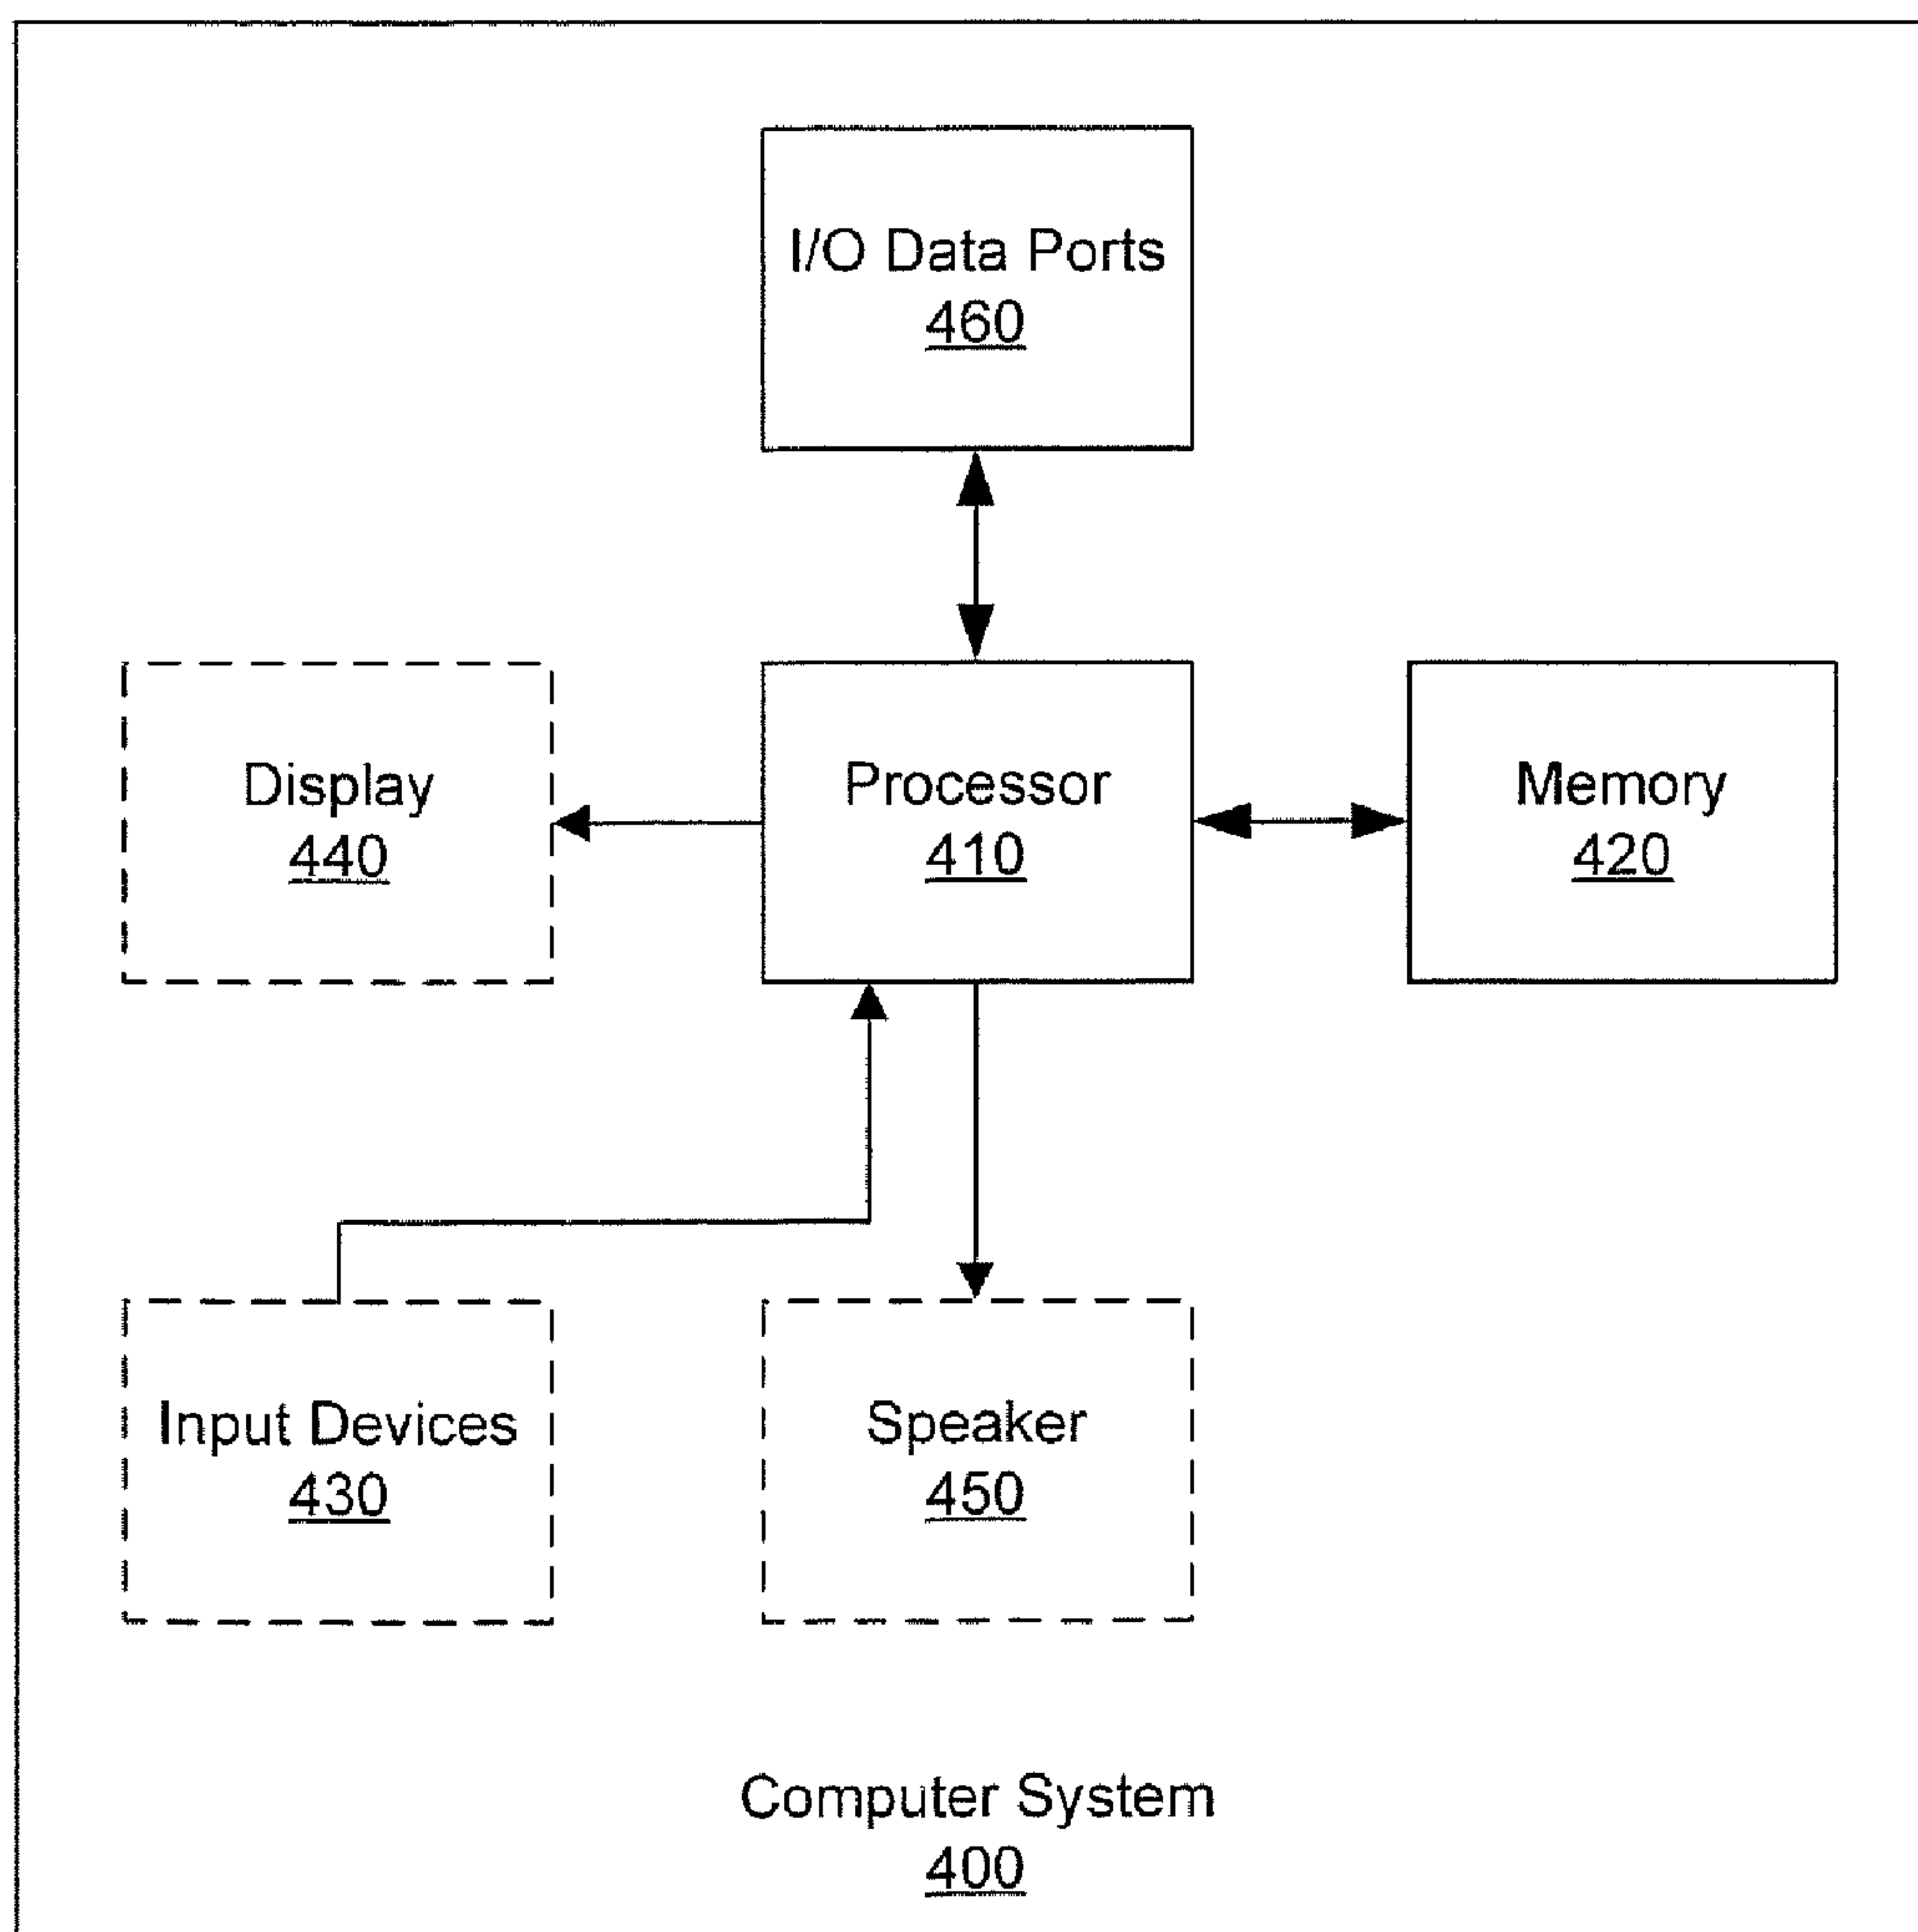 I/O Data Ports
460
Display
440
Processor
410
Memory
420
Input Devices
430
Speaker
450
Computer System
400